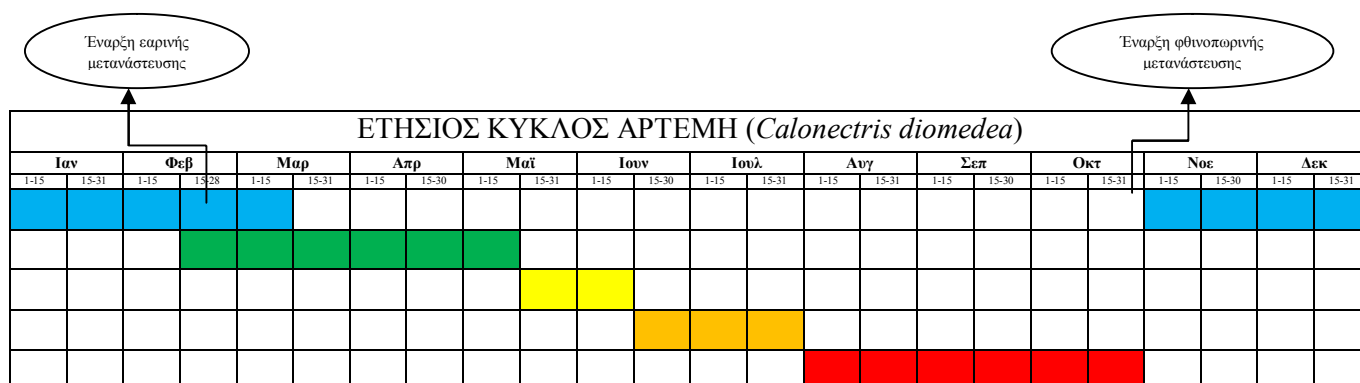 Έναρξη εαρινής
μετανάστευσης
Έναρξη φθινοπωρινής
μετανάστευσης
ΕΤΗΣΙΟΣ ΚΥΚΛΟΣ ΑΡΤΕΜΗ (Calonectris diomedea)
Ιαν Φεβ Μαρ Απρ Μαϊ Ιουν Ιουλ Αυγ Σεπ Οκτ Νοε Δεκ
1-15 15-31 1-15 15-28 1-15 15-31 1-15 15-30 1-15 15-31 1-15 15-30 1-15 15-31 1-15 15-31 1-15 15-30 1-15 15-31 1-15 15-30 1-15 15-31